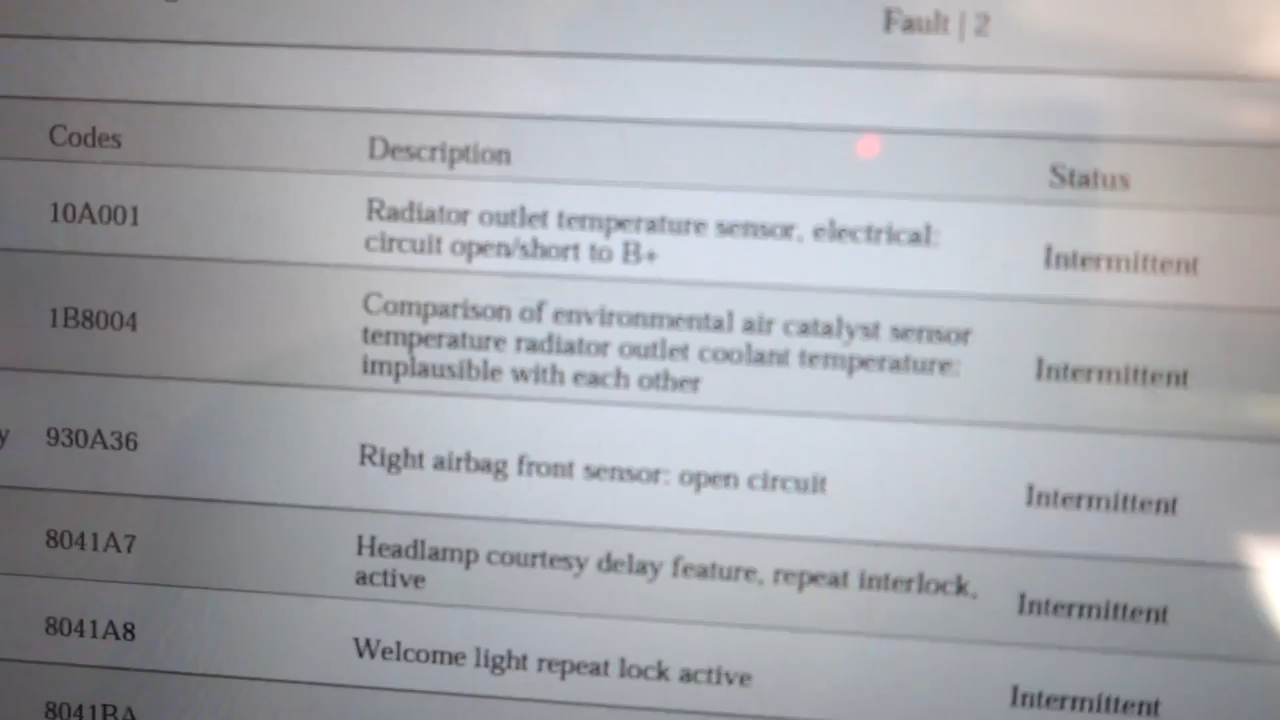 Fault | 2
Codes Description Status
10A001 Radiator outlet temperature sensor, electrical:
circuit open/short to B+ Intermittent
1B8004 Comparison of environmental air catalyst sensor
temperature radiator outlet coolant temperature:
implausible with each other Intermittent
y 930A36 Right airbag front sensor: open circuit Intermittent
8041A7 Headlamp courtesy delay feature, repeat interlock,
active Intermittent
8041A8 Welcome light repeat lock active Intermittent
8041BA